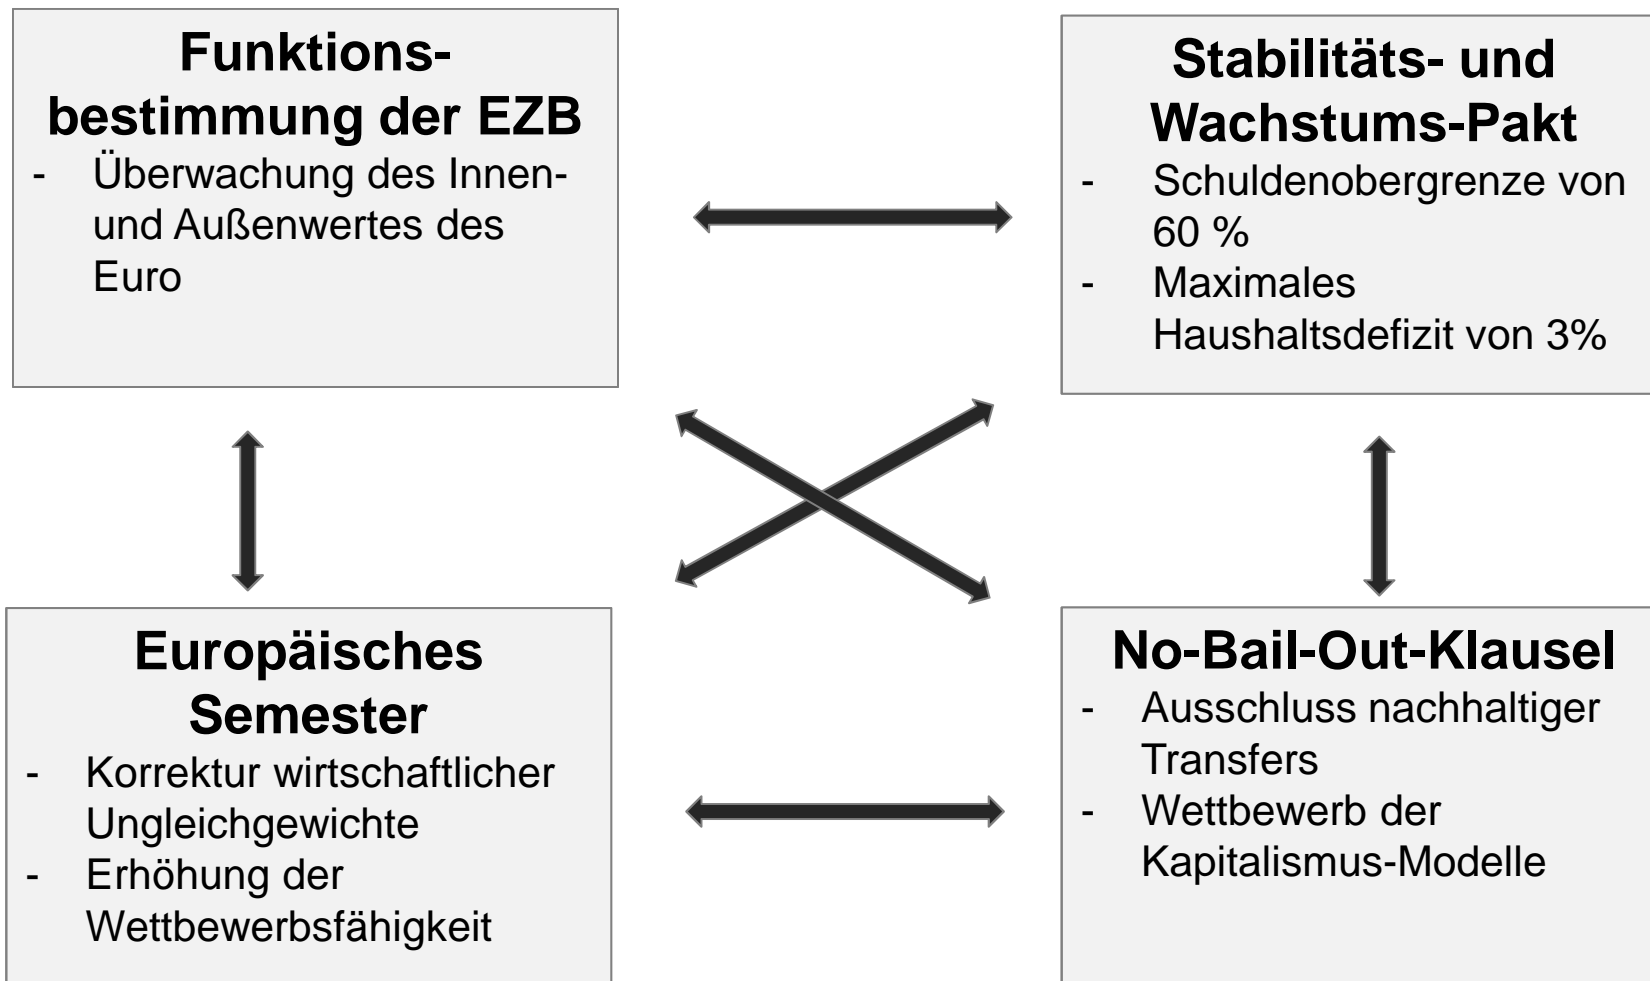 Funktions-
bestimmung der EZB
- Überwachung des Innen-
und Außenwertes des
Euro
Stabilitäts- und
Wachstums-Pakt
- Schuldenobergrenze von
60 %
- Maximales
Haushaltsdefizit von 3%
Europäisches
Semester
- Korrektur wirtschaftlicher
Ungleichgewichte
- Erhöhung der
Wettbewerbsfähigkeit
No-Bail-Out-Klausel
- Ausschluss nachhaltiger
Transfers
- Wettbewerb der
Kapitalismus-Modelle